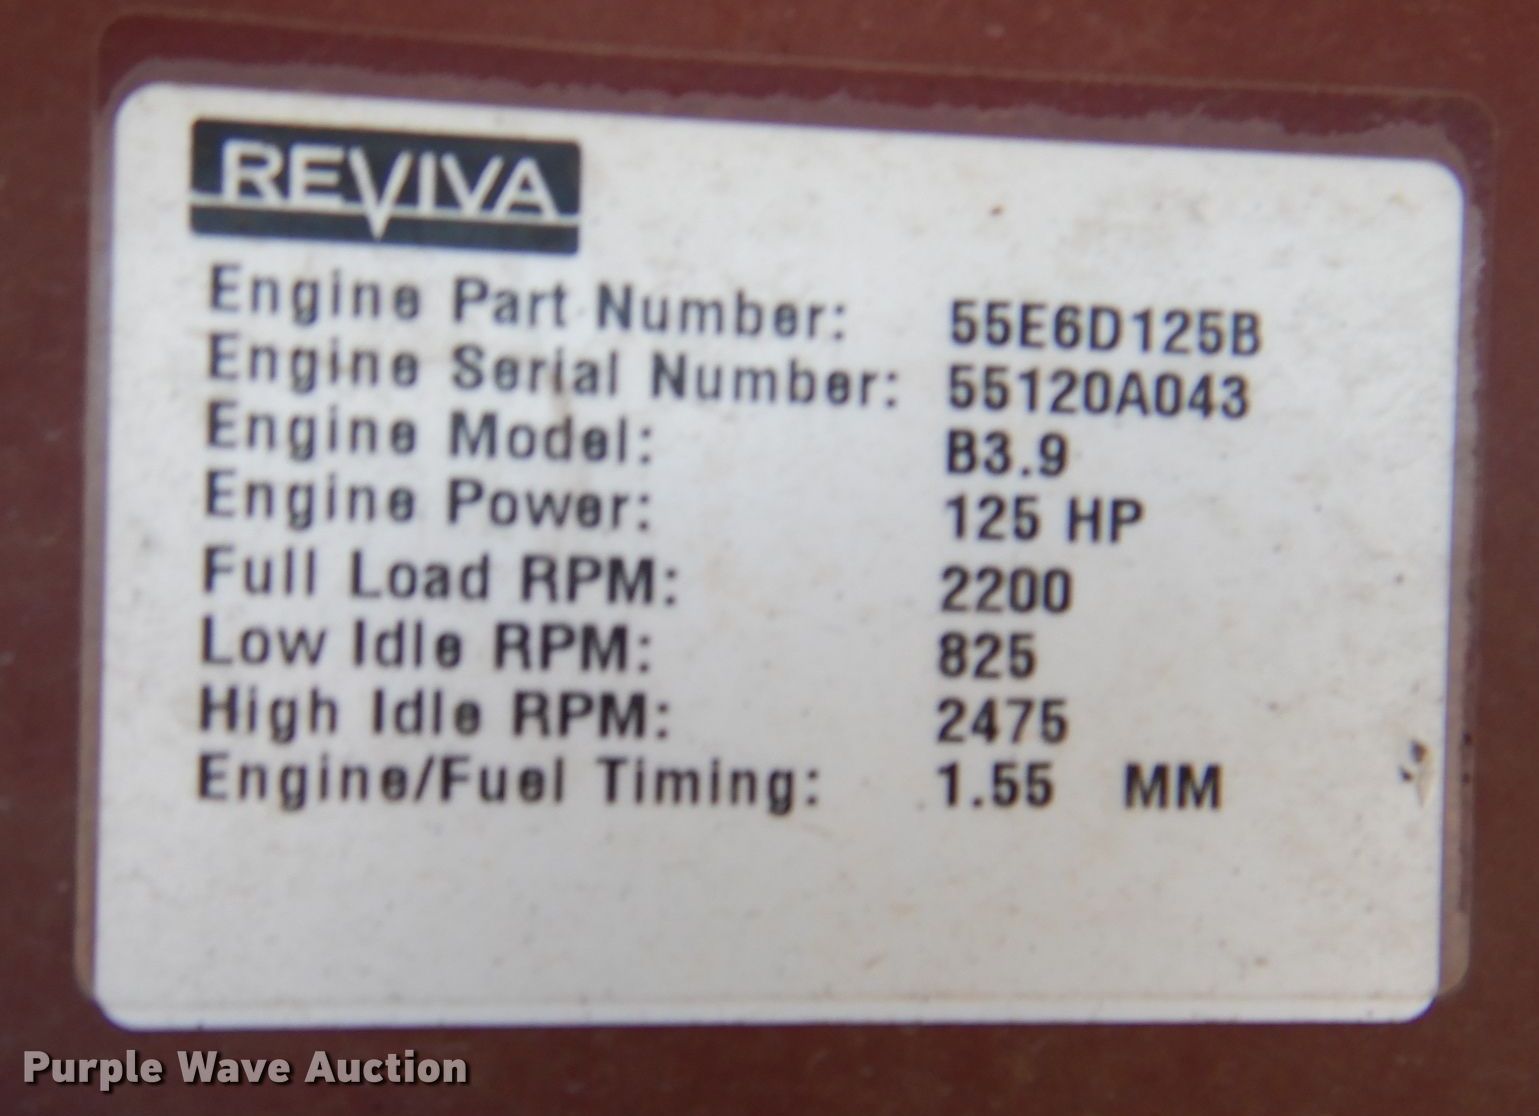 REVIVA
Engine Part Number: 55E6D125B
Engine Serial Number: 55120A043
Engine Model: B3.9
Engine Power: 125 HP
Full Load RPM: 2200
Low Idle RPM: 825
High Idle RPM: 2475
Engine/Fuel Timing: 1.55 MM
Purple Wave Auction